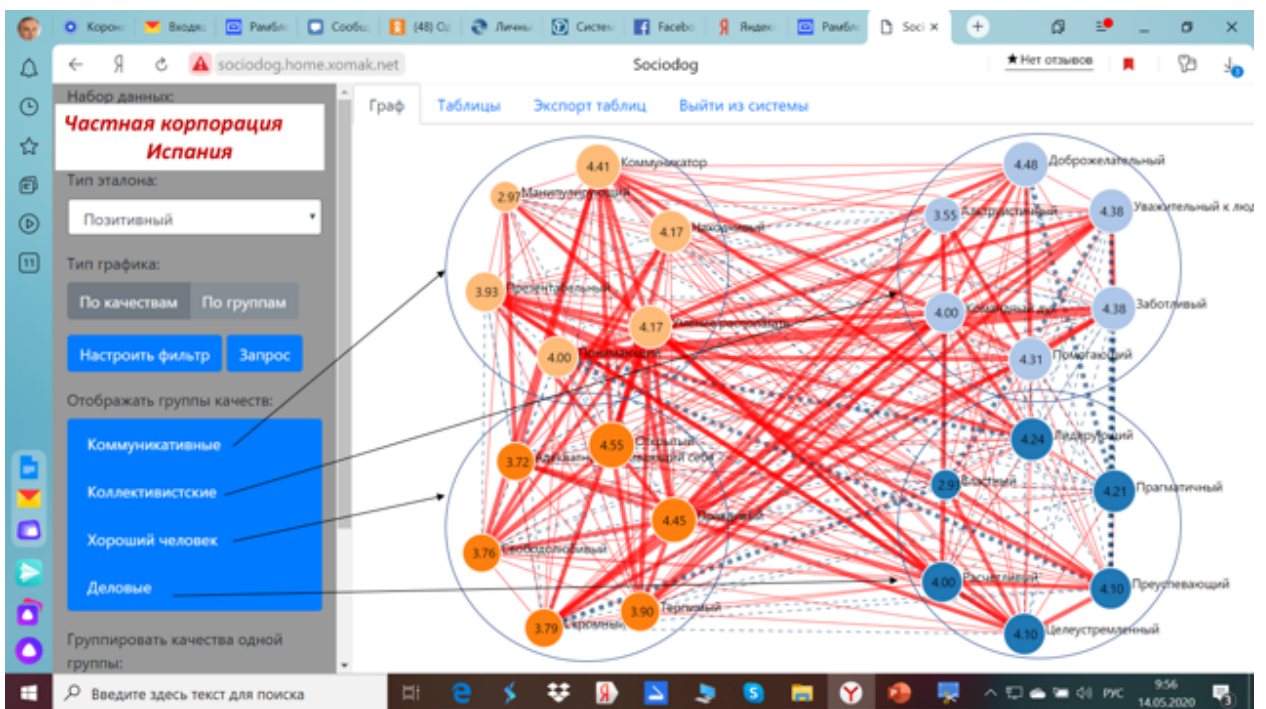 Корон
Входящ
Рамбл
Сообщ
(48) Од
Личны
Систем
Facebo
Яндек
Рамбл
Soci
sociodog.home.xomak.net
Sociodog
Нет отзывов
Набор данных:
Частная корпорация
Испания
Тип эталона:
Позитивный
Тип графика:
По качествам
По группам
Настроить фильтр
Запрос
Отображать группы качеств:
Коммуникативные
Коллективистские
Хороший человек
Деловые
Группировать качества одной
группы:
Граф
Таблицы
Экспорт таблиц
Выйти из системы
4.41 Коммуникатор
2.97 Манипулирующий
4.17 Находчивый
3.93 Презентабельный
4.17 Умение располагать
4.00 Понимающий
4.48 Доброжелательный
3.55 Альтруистичный
4.38 Уважительный к люд
4.00 Командный дух
4.38 Заботливый
4.31 Помогающий
4.55 Открытый
3.72
4.45
3.76 Свободолюбивый
3.90 Терпимый
3.79 Скромный
4.24 Лидирующий
2.93 Властный
4.21 Прагматичный
4.00 Расчетливый
4.10 Преуспевающий
4.10 Целеустремленный
11
Введите здесь текст для поиска
РУС
9:56
14.05.2020
3